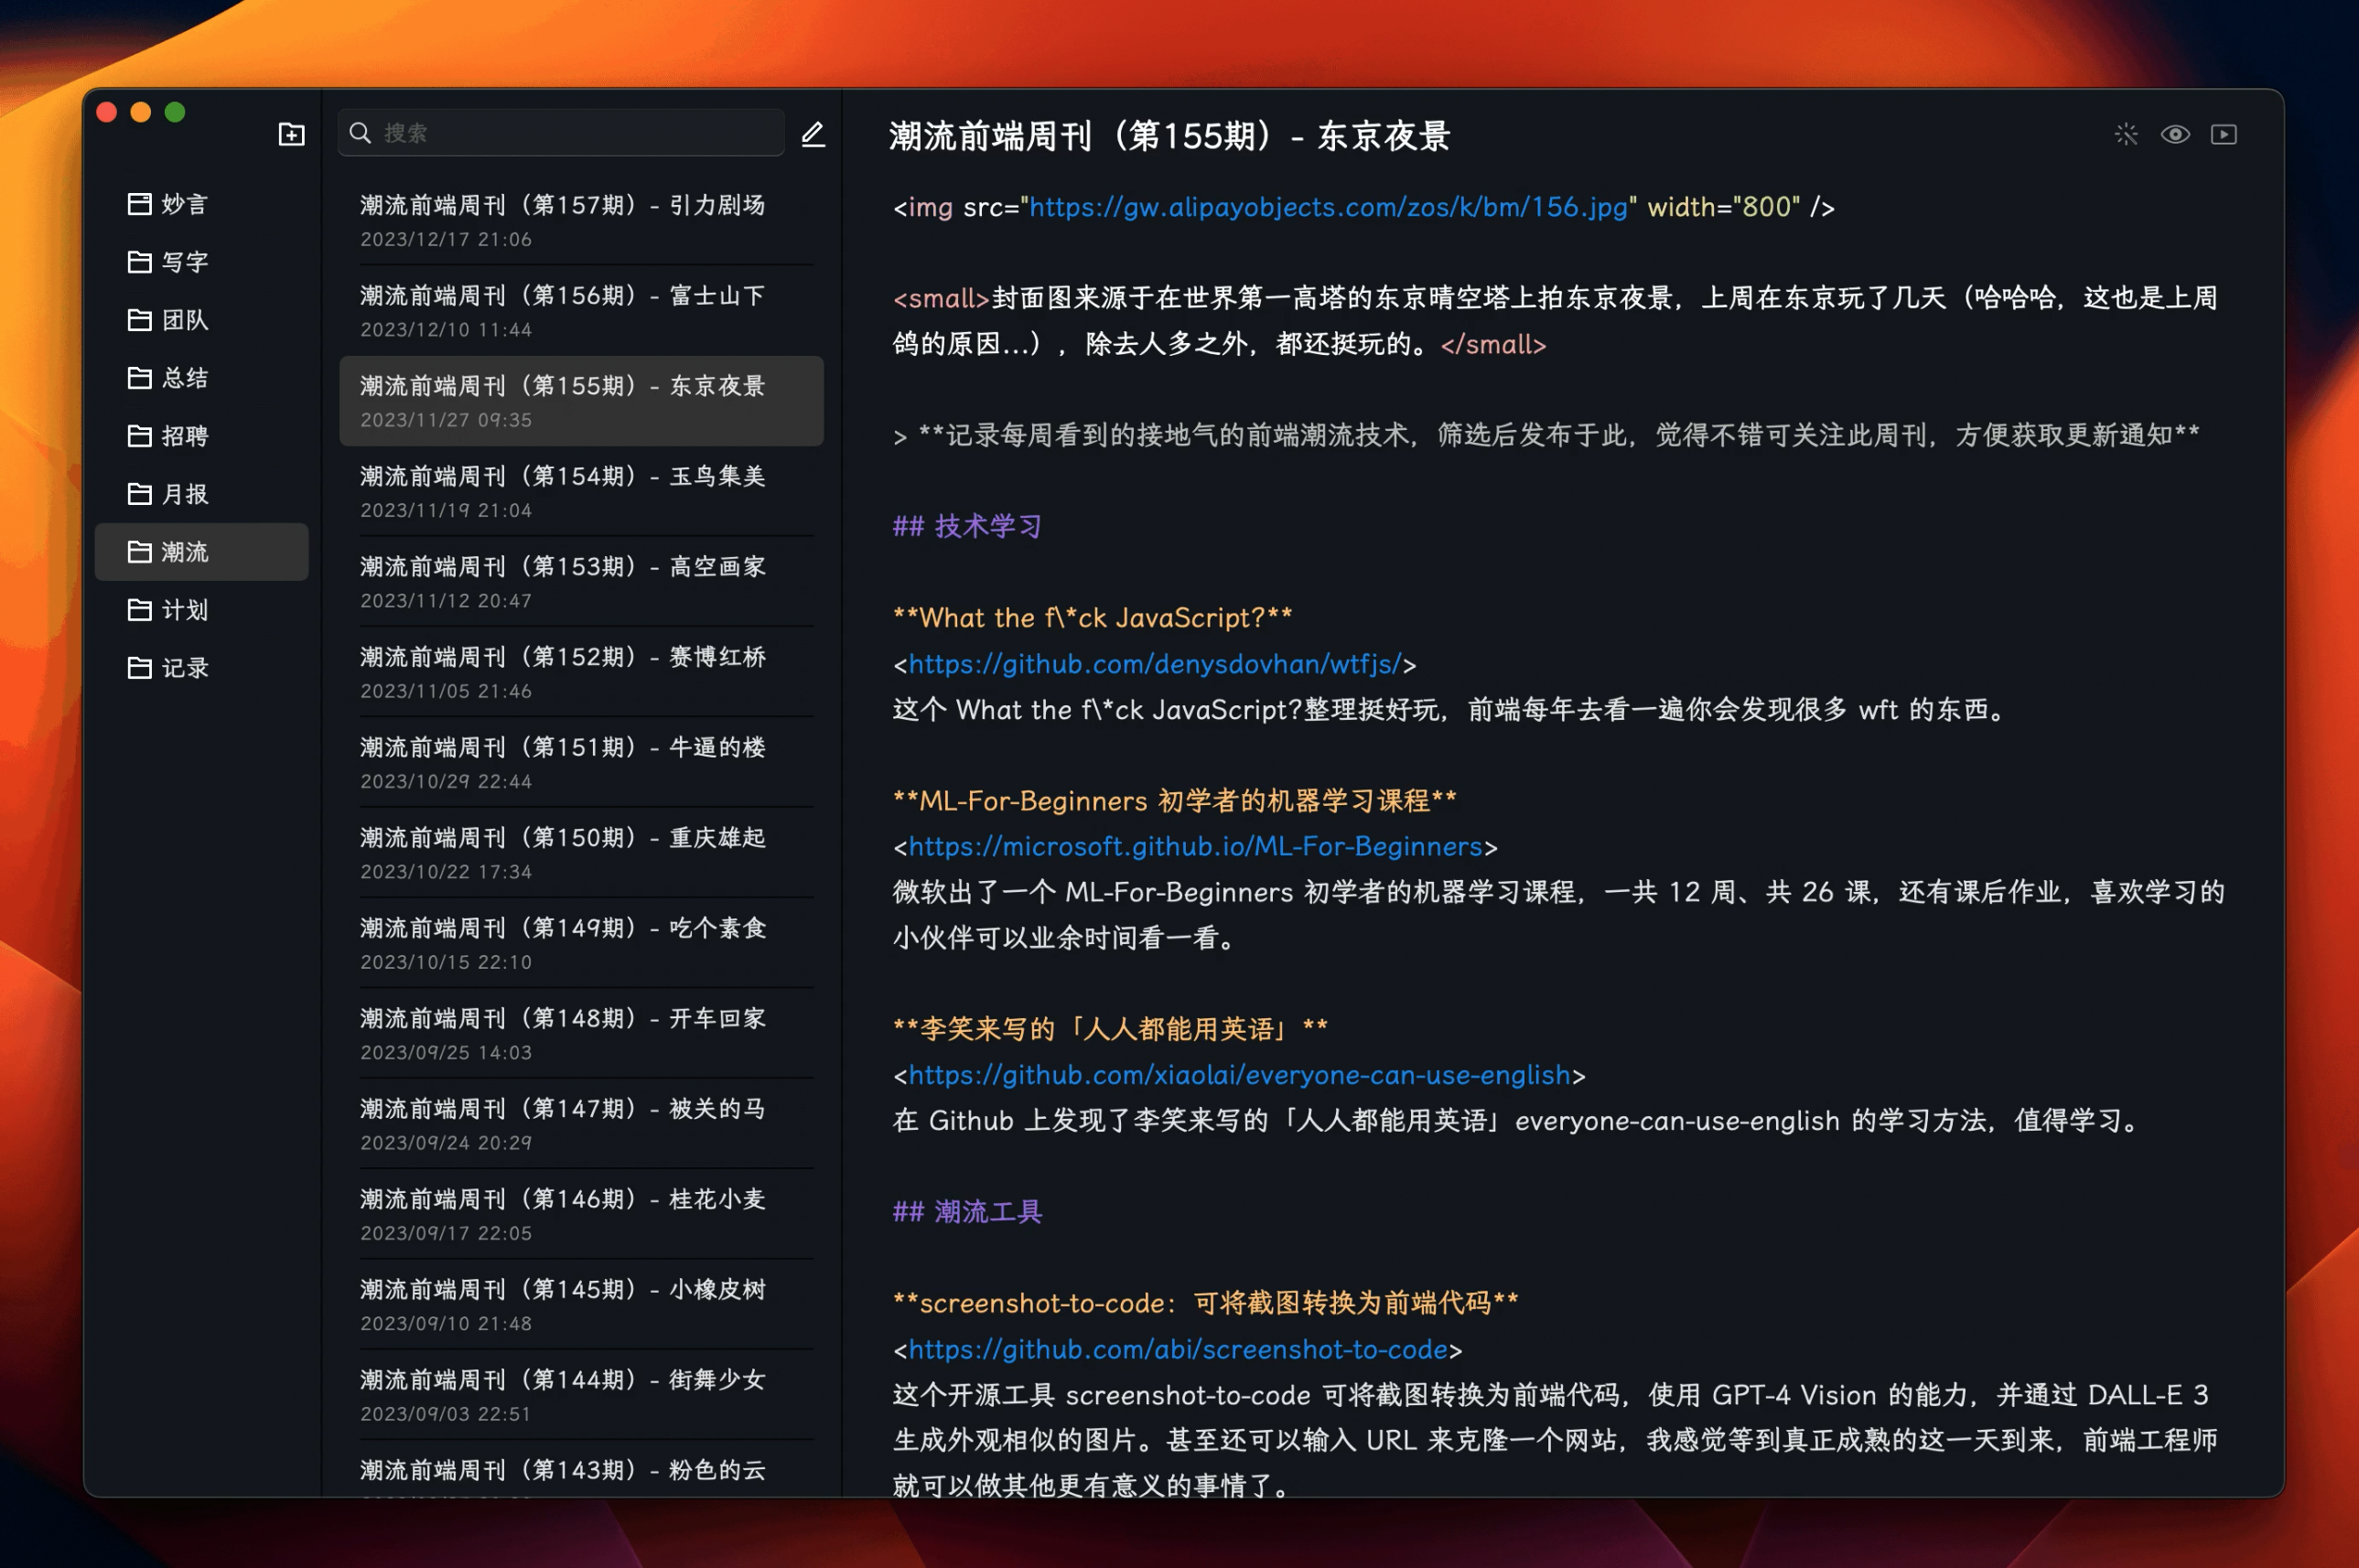 妙言
写字
团队
总结
招聘
月报
潮流
计划
记录
搜索
潮流前端周刊（第157期）- 引力剧场
2023/12/17 21:06
潮流前端周刊（第156期）- 富士山下
2023/12/10 11:44
潮流前端周刊（第155期）- 东京夜景
2023/11/27 09:35
潮流前端周刊（第154期）- 玉鸟集美
2023/11/19 21:04
潮流前端周刊（第153期）- 高空画家
2023/11/12 20:47
潮流前端周刊（第152期）- 赛博红桥
2023/11/05 21:46
潮流前端周刊（第151期）- 牛逼的楼
2023/10/29 22:44
潮流前端周刊（第150期）- 重庆雄起
2023/10/22 17:34
潮流前端周刊（第149期）- 吃个素食
2023/10/15 22:10
潮流前端周刊（第148期）- 开车回家
2023/09/25 14:03
潮流前端周刊（第147期）- 被关的马
2023/09/24 20:29
潮流前端周刊（第146期）- 桂花小麦
2023/09/17 22:05
潮流前端周刊（第145期）- 小橡皮树
2023/09/10 21:48
潮流前端周刊（第144期）- 街舞少女
2023/09/03 22:51
潮流前端周刊（第143期）- 粉色的云
潮流前端周刊（第155期）- 东京夜景
<img src="https://gw.alipayobjects.com/zos/k/bm/156.jpg" width="800" />
<small>封面图来源于在世界第一高塔的东京晴空塔上拍东京夜景，上周在东京玩了几天（哈哈哈，这也是上周
鸽的原因...），除去人多之外，都还挺玩的。</small>
> **记录每周看到的接地气的前端潮流技术，筛选后发布于此，觉得不错可关注此周刊，方便获取更新通知**
## 技术学习
**What the f\*ck JavaScript?**
<https://github.com/denysdovhan/wtfjs/>
这个 What the f\*ck JavaScript?整理挺好玩，前端每年去看一遍你会发现很多 wft 的东西。
**ML-For-Beginners 初学者的机器学习课程**
<https://microsoft.github.io/ML-For-Beginners>
微软出了一个 ML-For-Beginners 初学者的机器学习课程，一共 12 周、共 26 课，还有课后作业，喜欢学习的
小伙伴可以业余时间看一看。
**李笑来写的「人人都能用英语」**
<https://github.com/xiaolai/everyone-can-use-english>
在 Github 上发现了李笑来写的「人人都能用英语」everyone-can-use-english 的学习方法，值得学习。
## 潮流工具
**screenshot-to-code：可将截图转换为前端代码**
<https://github.com/abi/screenshot-to-code>
这个开源工具 screenshot-to-code 可将截图转换为前端代码，使用 GPT-4 Vision 的能力，并通过 DALL-E 3
生成外观相似的图片。甚至还可以输入 URL 来克隆一个网站，我感觉等到真正成熟的这一天到来，前端工程师
就可以做其他更有意义的事情了。